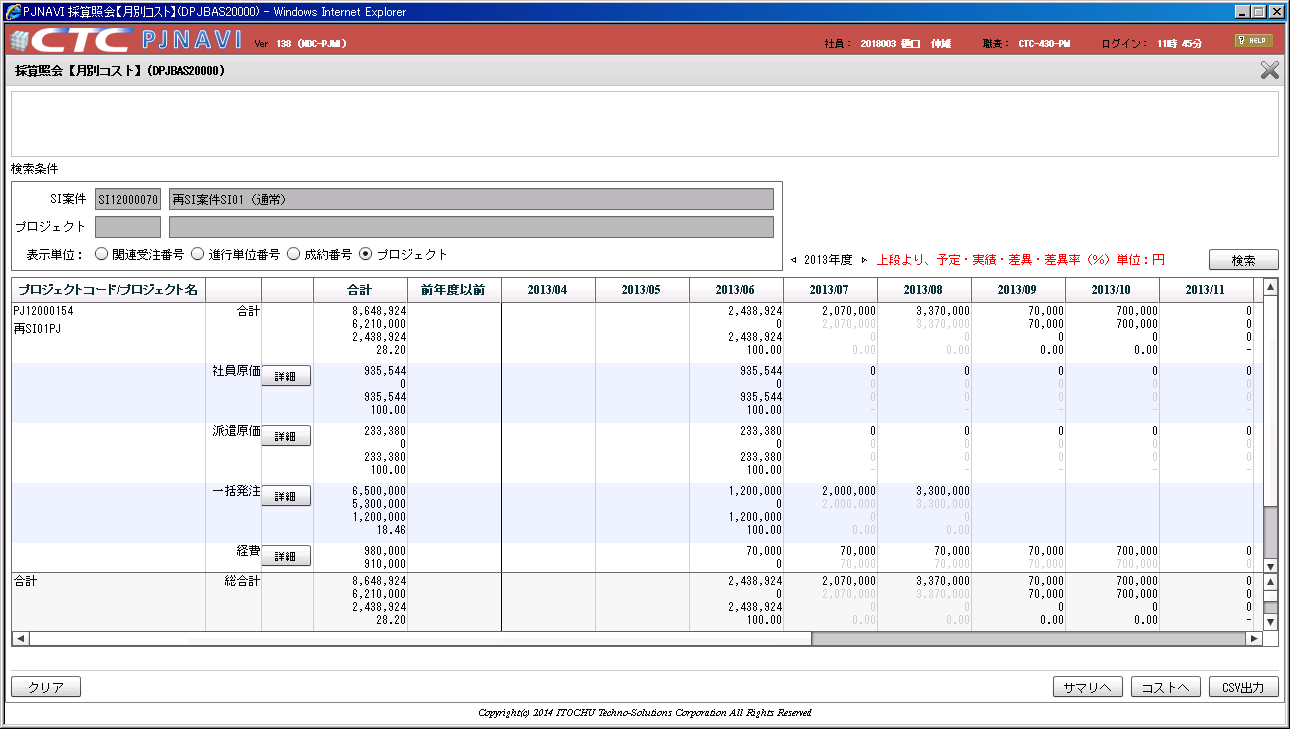 PJNAVI 採算照会【月別コスト】(DPJBAS20000) - Windows Internet Explorer
CTC PJNAVI Ver 138 (NDC-PJMI) 社員： 2018003 樋口 伸雄 職責： CTC-430-PM ログイン： 11時 45分 ? HELP
採算照会【月別コスト】(DPJBAS20000)
検索条件
SI案件 SI12000070 再SI案件SI01 (通常)
プロジェクト
表示単位： 関連受注番号 進行単位番号 成約番号 プロジェクト
2013年度 上段より、予定・実績・差異・差異率（%）単位：円 検索
プロジェクトコード/プロジェクト名 合計 前年度以前 2013/04 2013/05 2013/06 2013/07 2013/08 2013/09 2013/10 2013/11
PJ12000154 合計 8,648,924 2,438,924 2,070,000 3,370,000 70,000 700,000 0
再SI01PJ 6,210,000 0 2,070,000 3,370,000 70,000 700,000 0
2,438,924 2,438,924 0 0 0 0 0
28.20 100.00 0.00 0.00 0.00 0.00 -
社員原価 詳細 935,544 935,544 0 0 0 0 0
0 0 0 0 0 0 0
935,544 935,544 0 0 0 0 0
100.00 100.00 - - - - -
派遣原価 詳細 233,380 233,380 0 0 0 0 0
0 0 0 0 0 0 0
233,380 233,380 0 0 0 0 0
100.00 100.00 - - - - -
一括発注 詳細 6,500,000 1,200,000 2,000,000 3,300,000
5,300,000 0 2,000,000 3,300,000
1,200,000 1,200,000 0 0
18.46 100.00 0.00 0.00
経費 詳細 980,000 70,000 70,000 70,000 70,000 700,000 0
910,000 0 70,000 70,000 70,000 700,000 0
合計 総合計 8,648,924 2,438,924 2,070,000 3,370,000 70,000 700,000 0
6,210,000 0 2,070,000 3,370,000 70,000 700,000 0
2,438,924 2,438,924 0 0 0 0 0
28.20 100.00 0.00 0.00 0.00 0.00 -
クリア サマリへ コストへ CSV出力
Copyright(c) 2014 ITOCHU Techno-Solutions Corporation All Rights Reserved